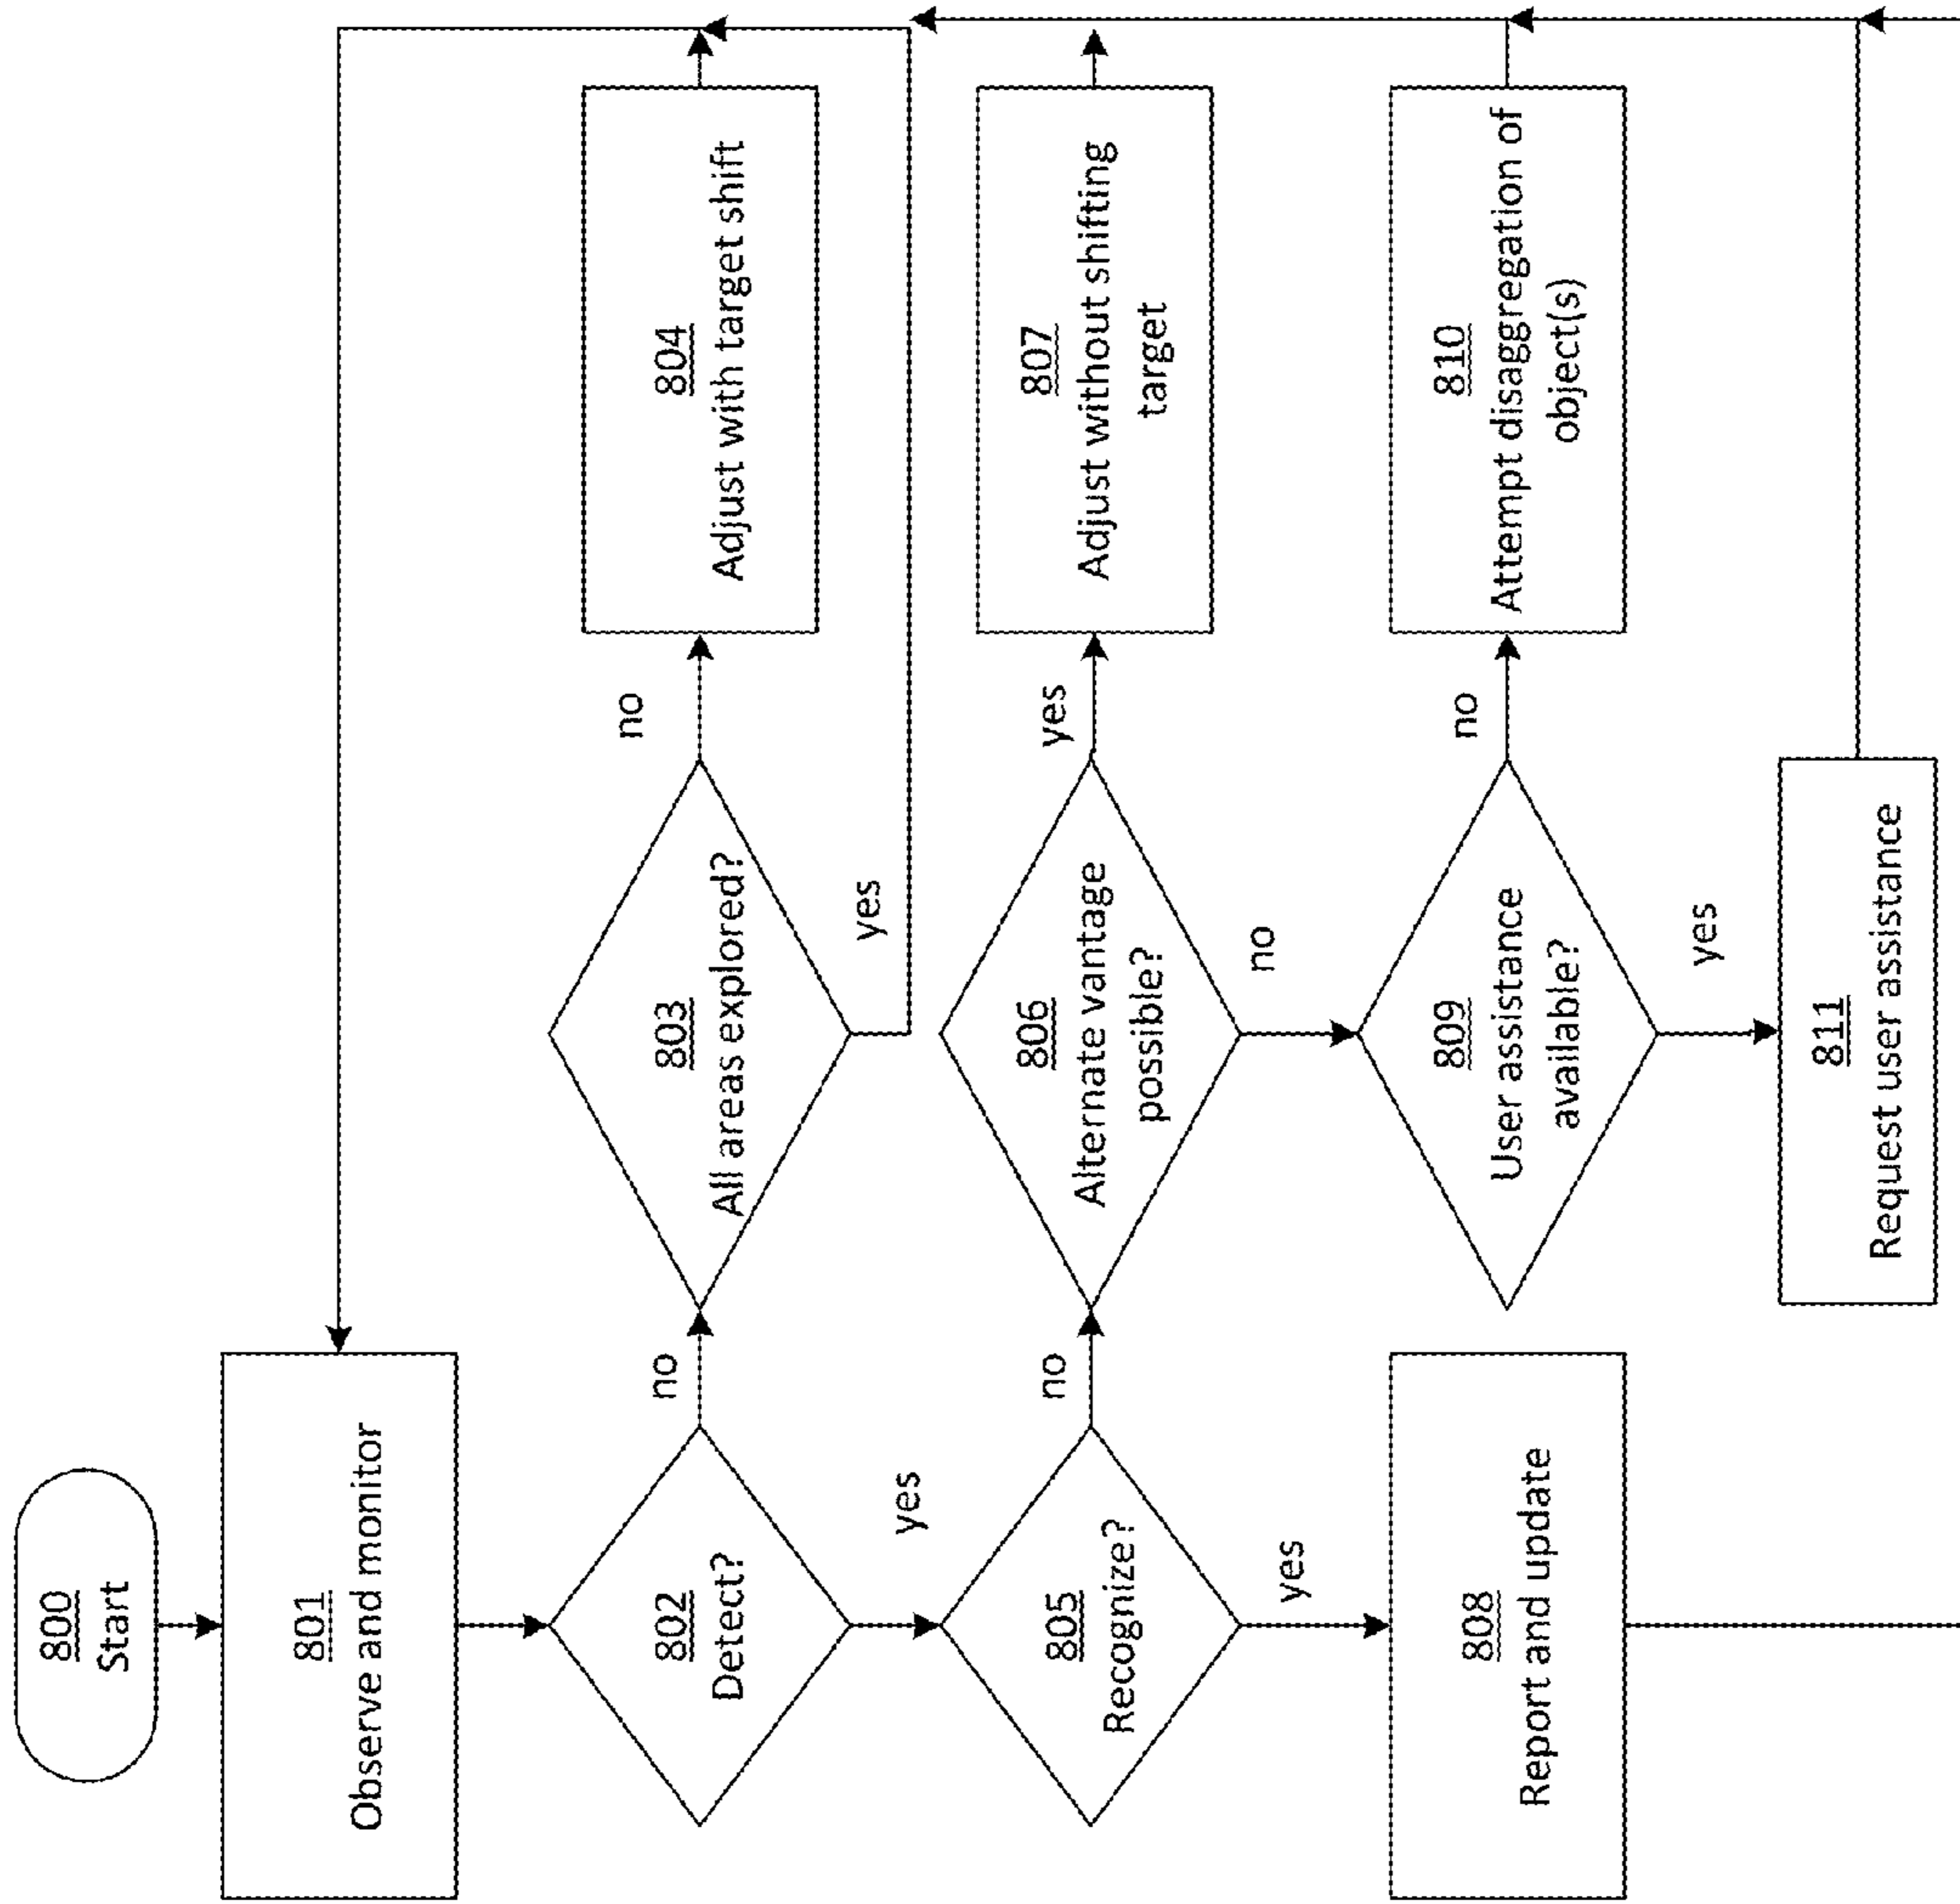 800
Start
801
Observe and monitor
802
Detect?
no
803
All areas explored?
no
804
Adjust with target shift
yes
yes
805
Recognize?
no
806
Alternate vantage
possible?
yes
807
Adjust without shifting
target
yes
no
808
Report and update
809
User assistance
available?
no
810
Attempt disaggregation of
object(s)
yes
811
Request user assistance